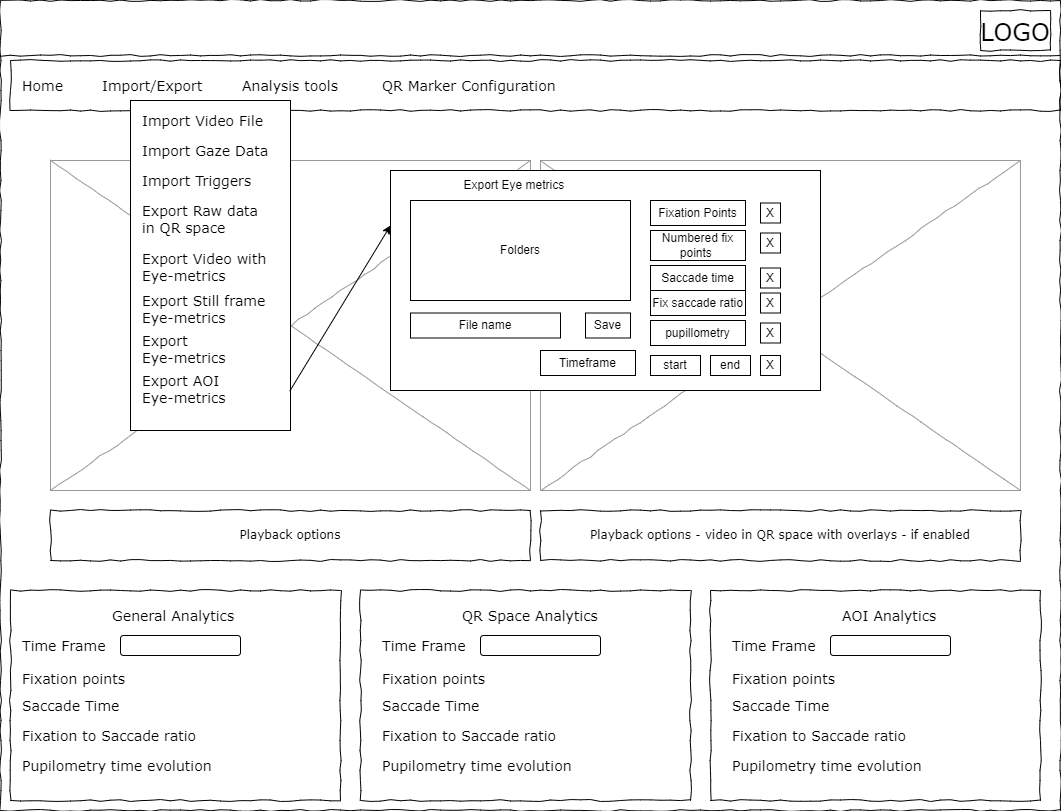 LOGO
Home
Import/Export
Analysis tools
QR Marker Configuration
Import Video File
Import Gaze Data
Import Triggers
Export Raw data
in QR space
Export Video with
Eye-metrics
Export Still frame
Eye-metrics
Export
Eye-metrics
Export AOI
Eye-metrics
Export Eye metrics
Folders
File name
Save
Timeframe
Fixation Points
X
Numbered fix
points
X
Saccade time
X
Fix saccade ratio
X
pupillometry
X
start
end
X
Playback options
Playback options - video in QR space with overlays - if enabled
General Analytics
Time Frame
Fixation points
Saccade Time
Fixation to Saccade ratio
Pupilometry time evolution
QR Space Analytics
Time Frame
Fixation points
Saccade Time
Fixation to Saccade ratio
Pupilometry time evolution
AOI Analytics
Time Frame
Fixation points
Saccade Time
Fixation to Saccade ratio
Pupilometry time evolution